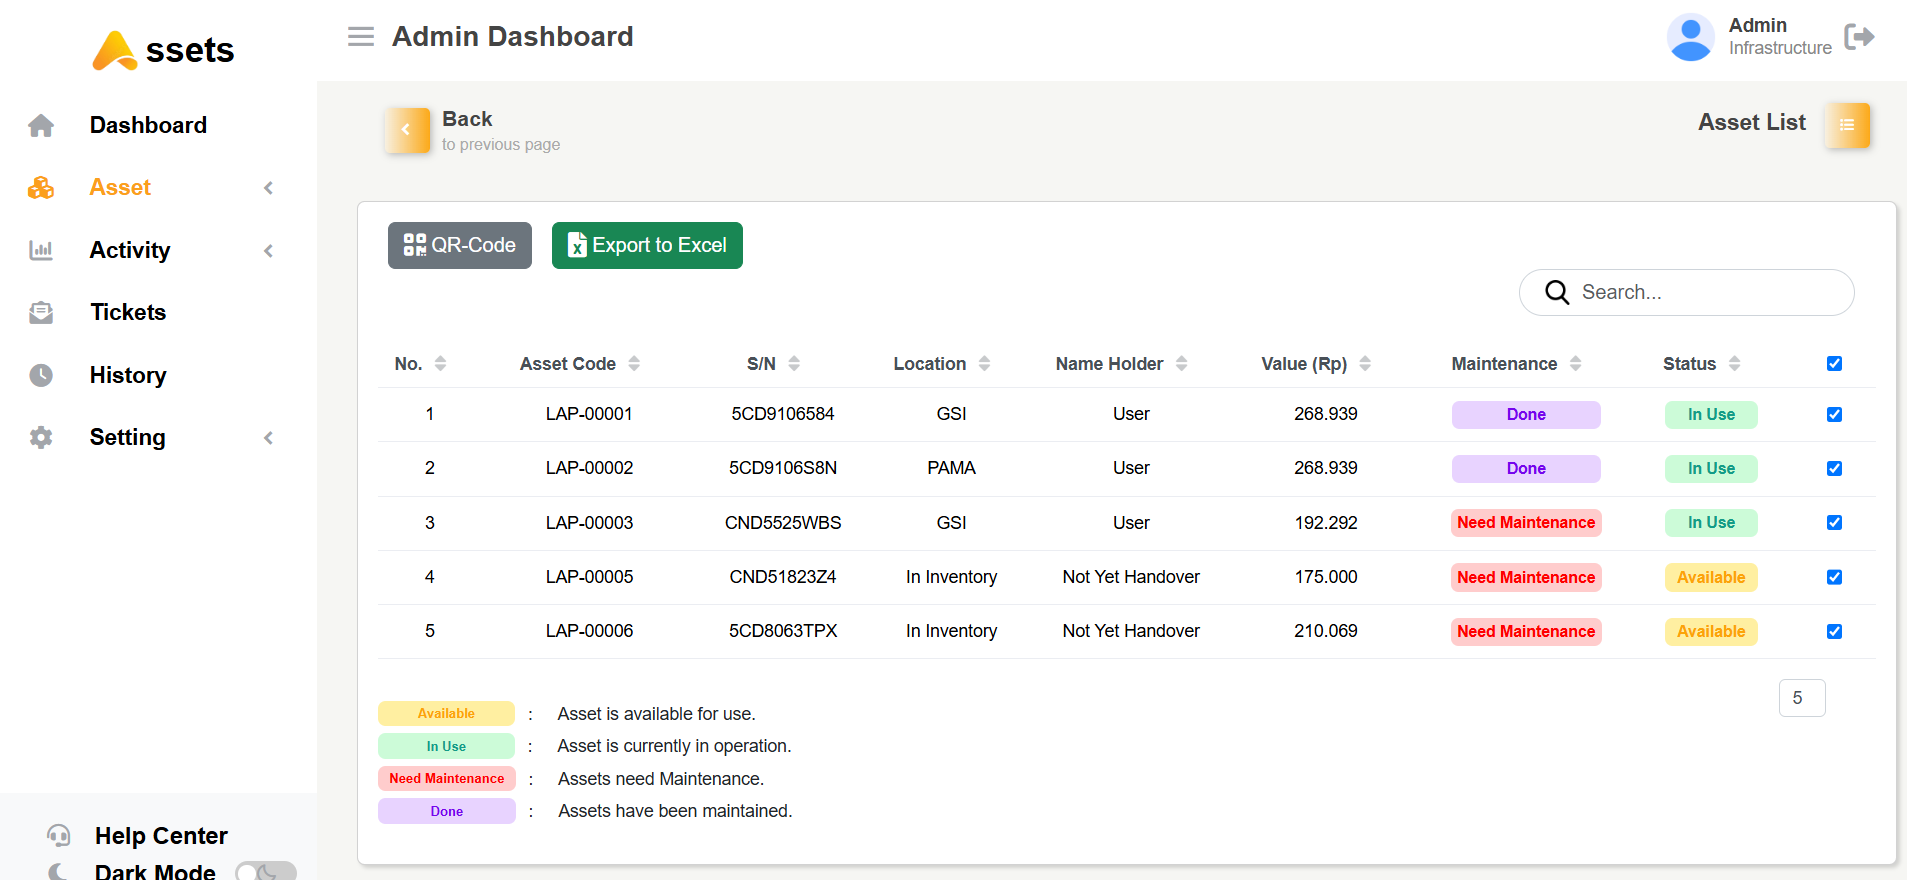 ssets
Admin Dashboard
Admin
Infrastructure
Dashboard
Asset
Activity
Tickets
History
Setting
Help Center
Dark Mode
Back
to previous page
Asset List
QR-Code
Export to Excel
Search...
No. Asset Code S/N Location Name Holder Value (Rp) Maintenance Status
1 LAP-00001 5CD9106584 GSI User 268.939 Done In Use
2 LAP-00002 5CD9106S8N PAMA User 268.939 Done In Use
3 LAP-00003 CND5525WBS GSI User 192.292 Need Maintenance In Use
4 LAP-00005 CND51823Z4 In Inventory Not Yet Handover 175.000 Need Maintenance Available
5 LAP-00006 5CD8063TPX In Inventory Not Yet Handover 210.069 Need Maintenance Available
5
Available : Asset is available for use.
In Use : Asset is currently in operation.
Need Maintenance : Assets need Maintenance.
Done : Assets have been maintained.